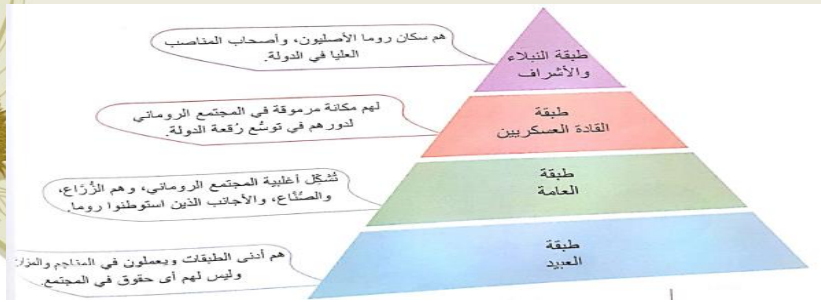 طبقة النبلاء
والأشراف
هم سكان روما الأصليون، وأصحاب المناصب
العليا في الدولة.
طبقة
القادة العسكريين
لهم مكانة مرموقة في المجتمع الروماني
لدورهم في توسُّع رُقعة الدولة.
طبقة
العامة
تُشكِّل أغلبية المجتمع الروماني، وهم الزُّرَّاع،
والصُنَّاع، والأجانب الذين استوطنوا روما.
طبقة
العبيد
هم أدنى الطبقات ويعملون في المناجم
وليس لهم أى حقوق في المجتمع.